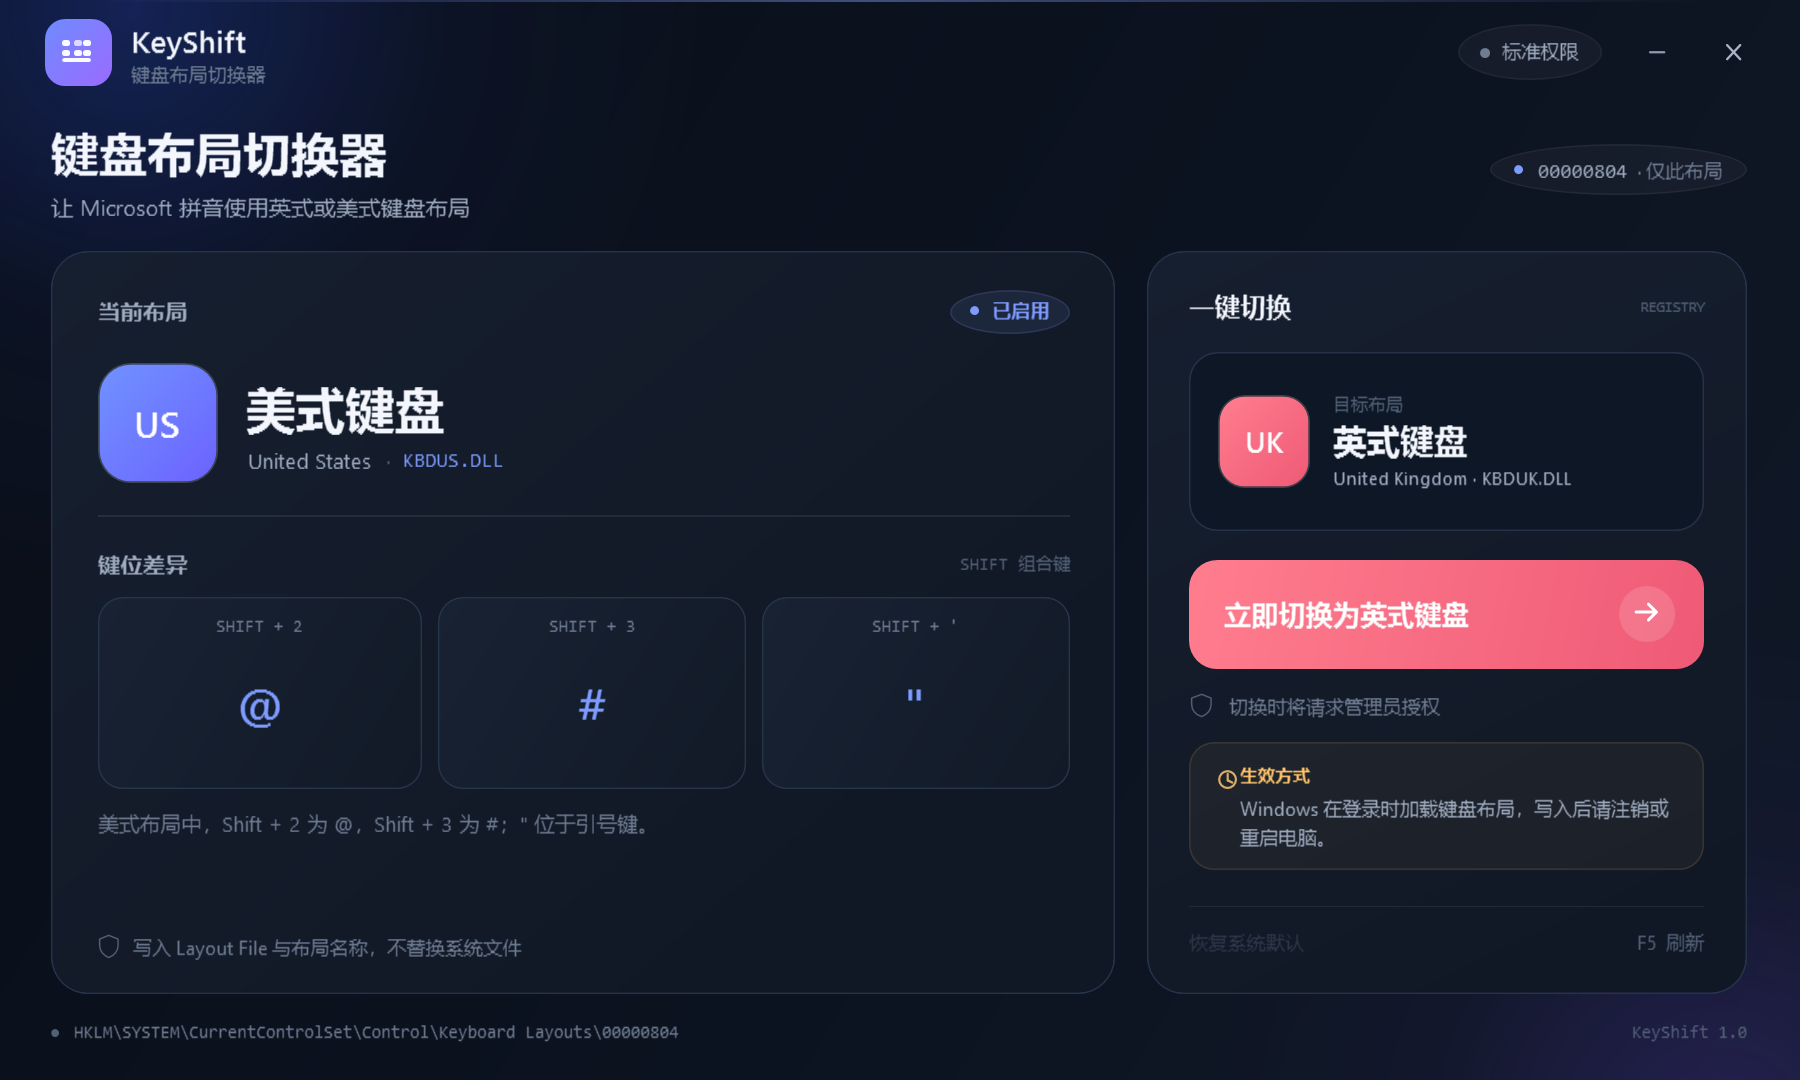 KeyShift
键盘布局切换器
标准权限
键盘布局切换器
让 Microsoft 拼音使用英式或美式键盘布局
00000804 · 仅此布局
当前布局
已启用
US
美式键盘
United States · KBDUS.DLL
键位差异
SHIFT 组合键
SHIFT + 2
@
SHIFT + 3
#
SHIFT + '
"
美式布局中，Shift + 2 为 @，Shift + 3 为 #；" 位于引号键。
写入 Layout File 与布局名称，不替换系统文件
一键切换
REGISTRY
UK
目标布局
英式键盘
United Kingdom · KBDUK.DLL
立即切换为英式键盘
切换时将请求管理员授权
生效方式
Windows 在登录时加载键盘布局，写入后请注销或
重启电脑。
恢复系统默认
F5 刷新
HKLM\SYSTEM\CurrentControlSet\Control\Keyboard Layouts\00000804
KeyShift 1.0